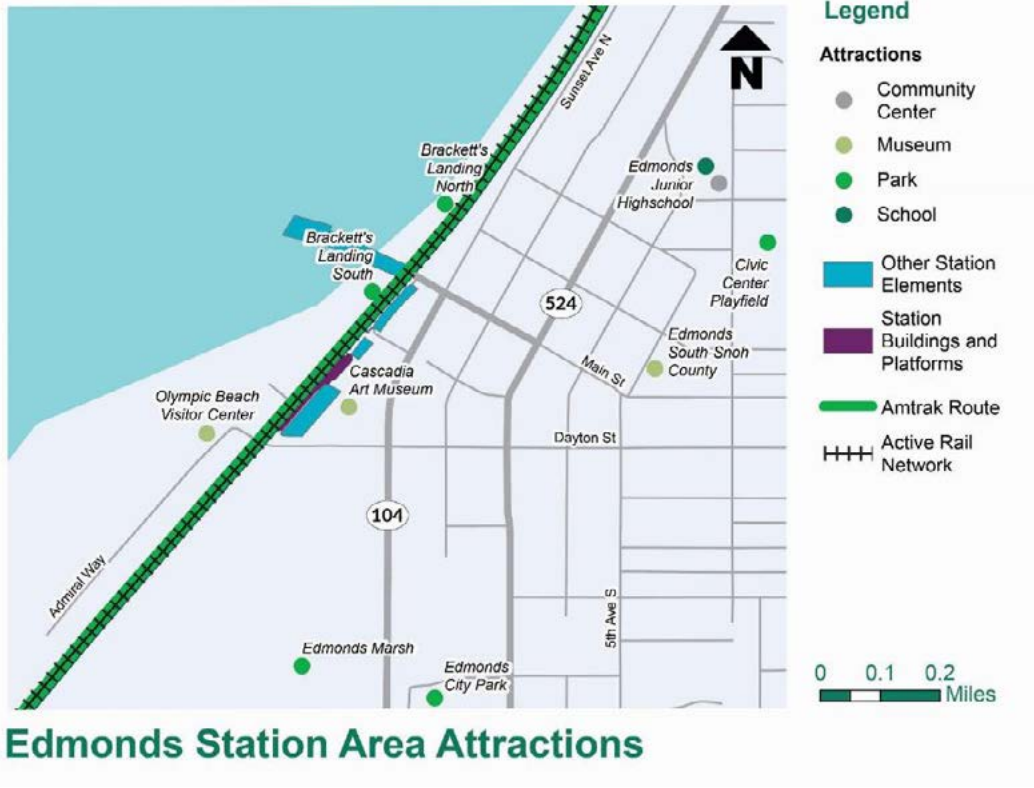 Legend
Attractions
Community
Center
Museum
Park
School
Other Station
Elements
Station
Buildings and
Platforms
Amtrak Route
Active Rail
Network
N
Sunset Ave N
Brackett's
Landing
North
Edmonds
Junior
Highschool
Brackett's
Landing
South
Civic
Center
Playfield
524
Edmonds
South Snoh
County
Main St
Cascadia
Art Museum
Olympic Beach
Visitor Center
Dayton St
104
Admiral Way
5th Ave S
Edmonds Marsh
Edmonds
City Park
0 0.1 0.2
Miles
Edmonds Station Area Attractions